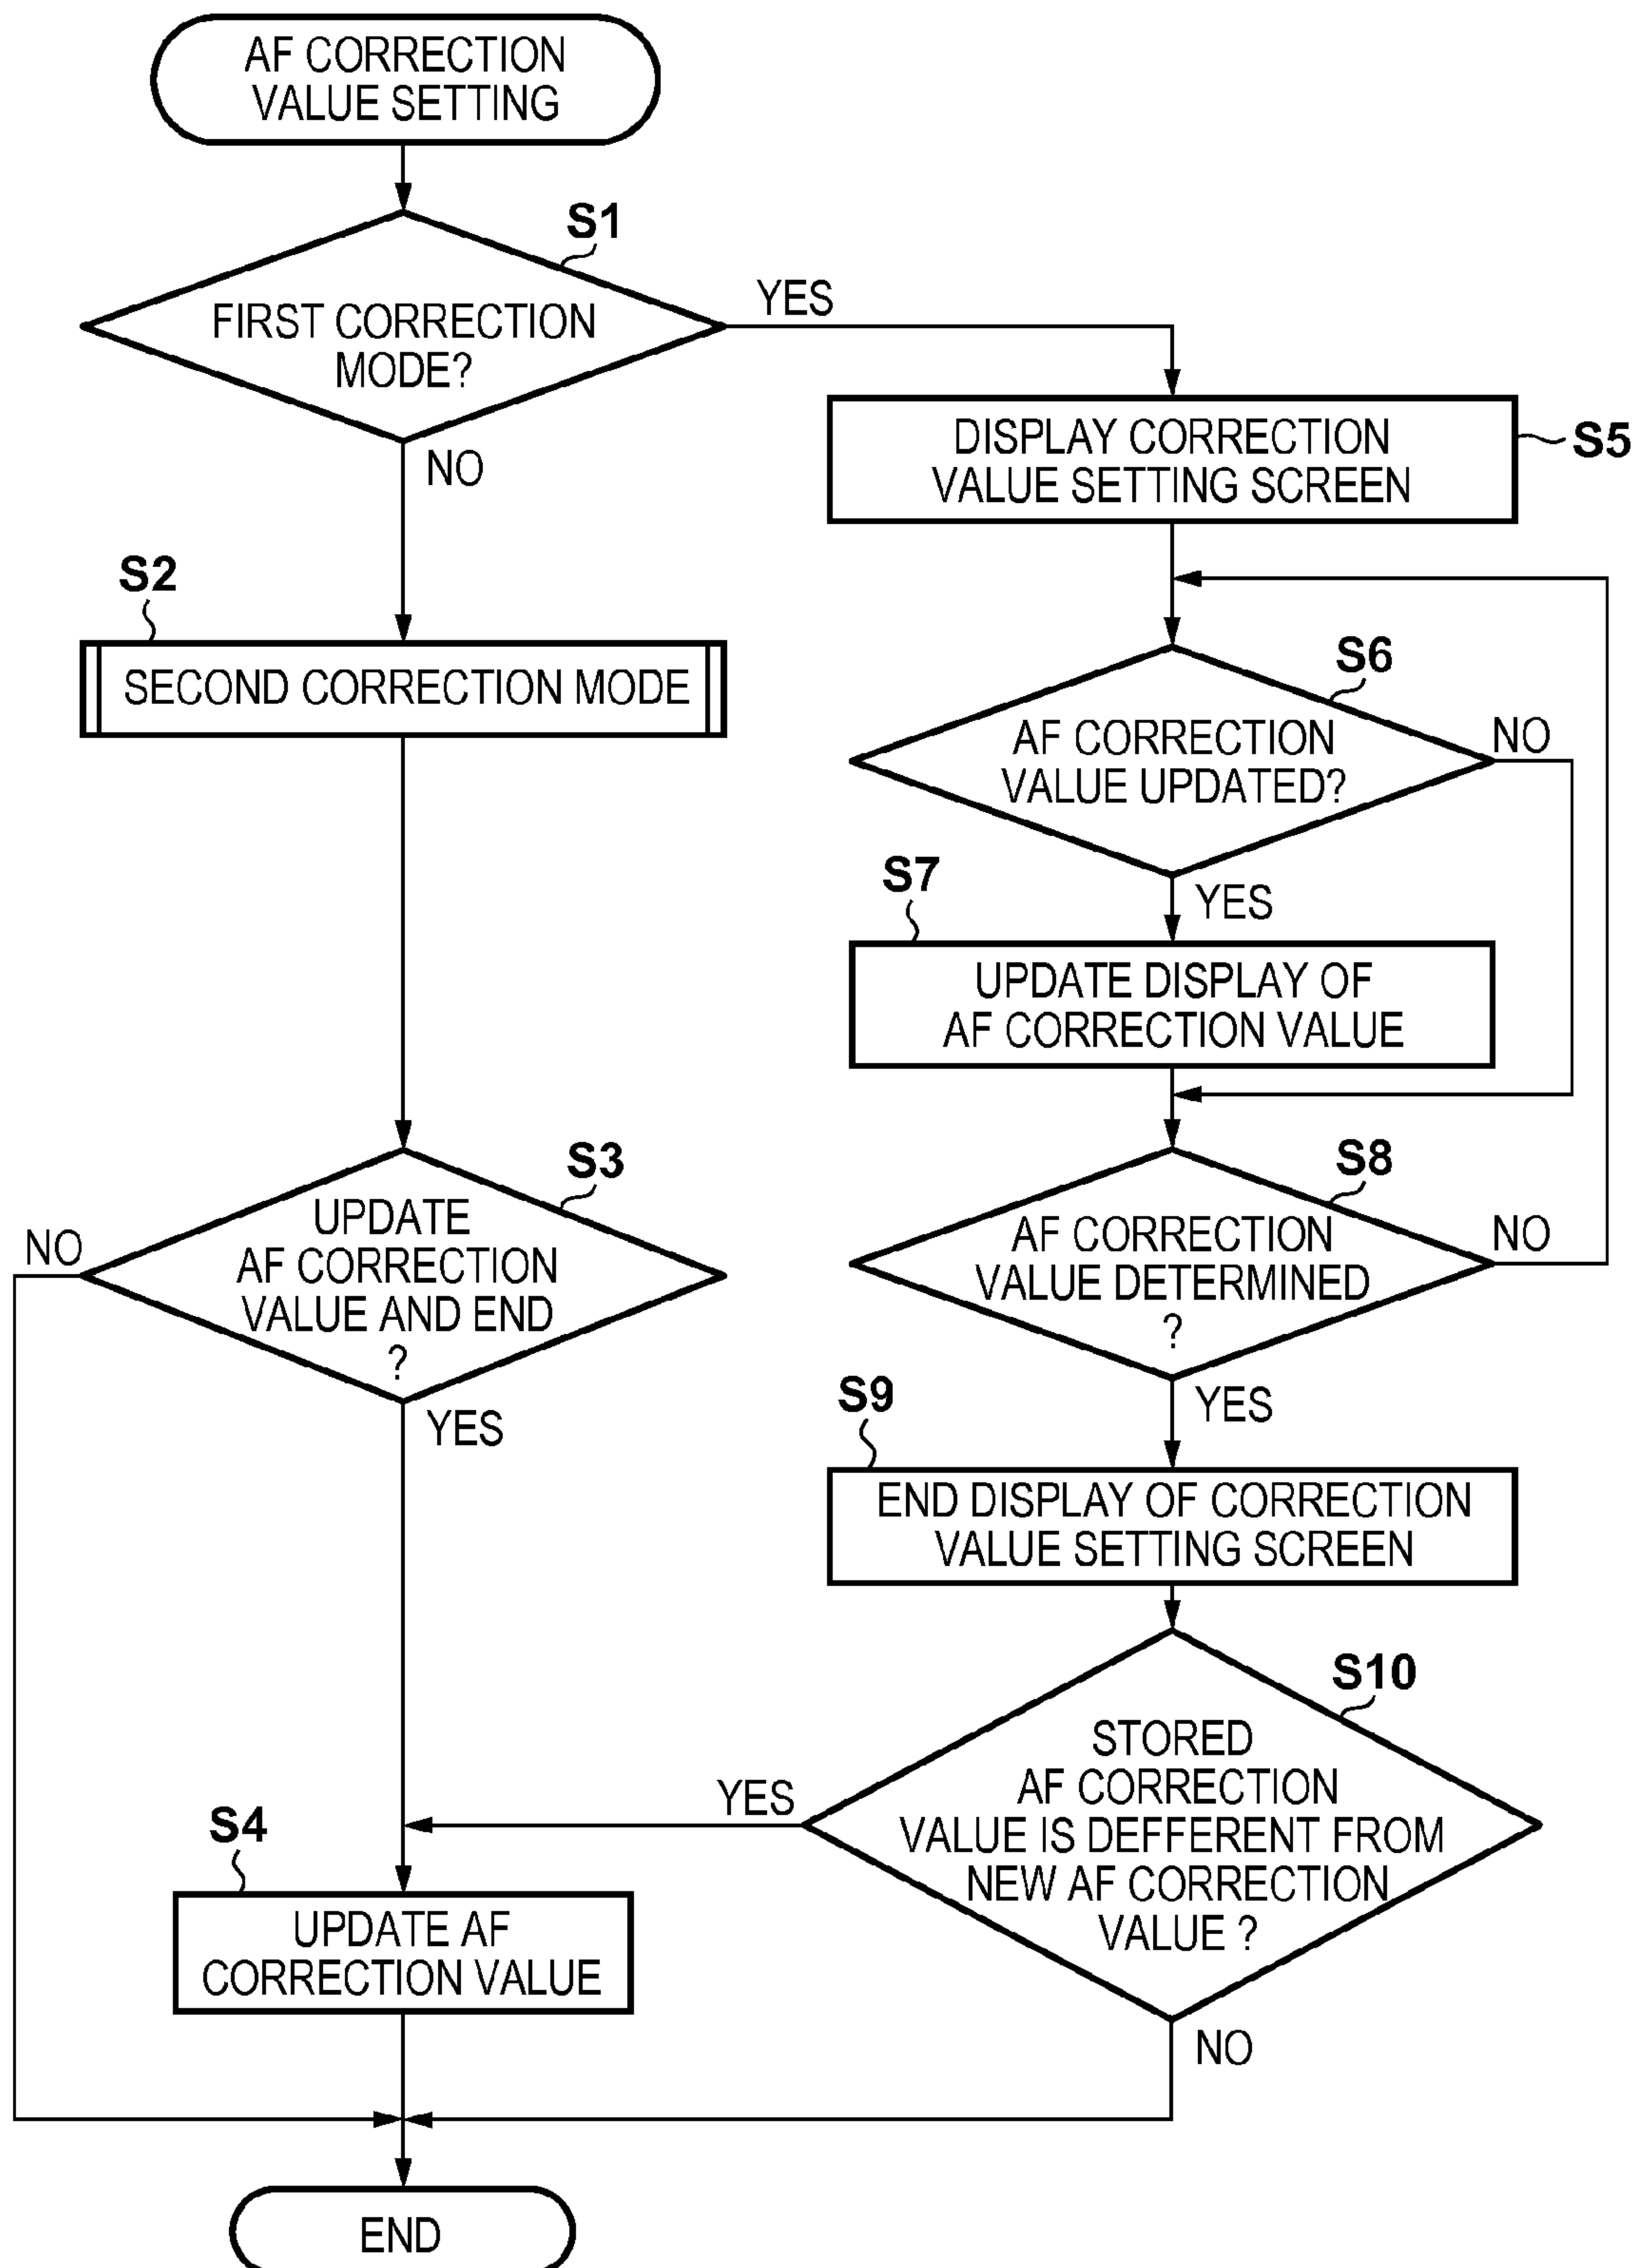 AF CORRECTION
VALUE SETTING
S1
FIRST CORRECTION
MODE?
YES
NO
S2
SECOND CORRECTION MODE
S3
UPDATE
AF CORRECTION
VALUE AND END
?
NO
YES
S4
UPDATE AF
CORRECTION VALUE
END
DISPLAY CORRECTION
VALUE SETTING SCREEN
S5
S6
AF CORRECTION
VALUE UPDATED?
NO
YES
S7
UPDATE DISPLAY OF
AF CORRECTION VALUE
S8
AF CORRECTION
VALUE DETERMINED
?
NO
YES
S9
END DISPLAY OF CORRECTION
VALUE SETTING SCREEN
S10
STORED
AF CORRECTION
VALUE IS DEFFERENT FROM
NEW AF CORRECTION
VALUE ?
YES
NO